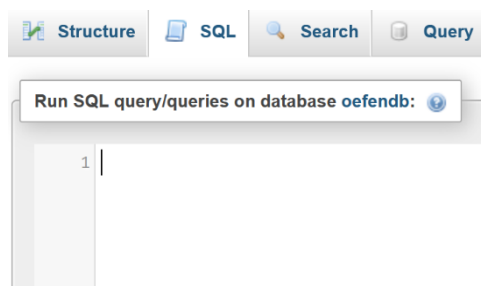 Structure SQL Search Query
Run SQL query/queries on database oefendb:
1